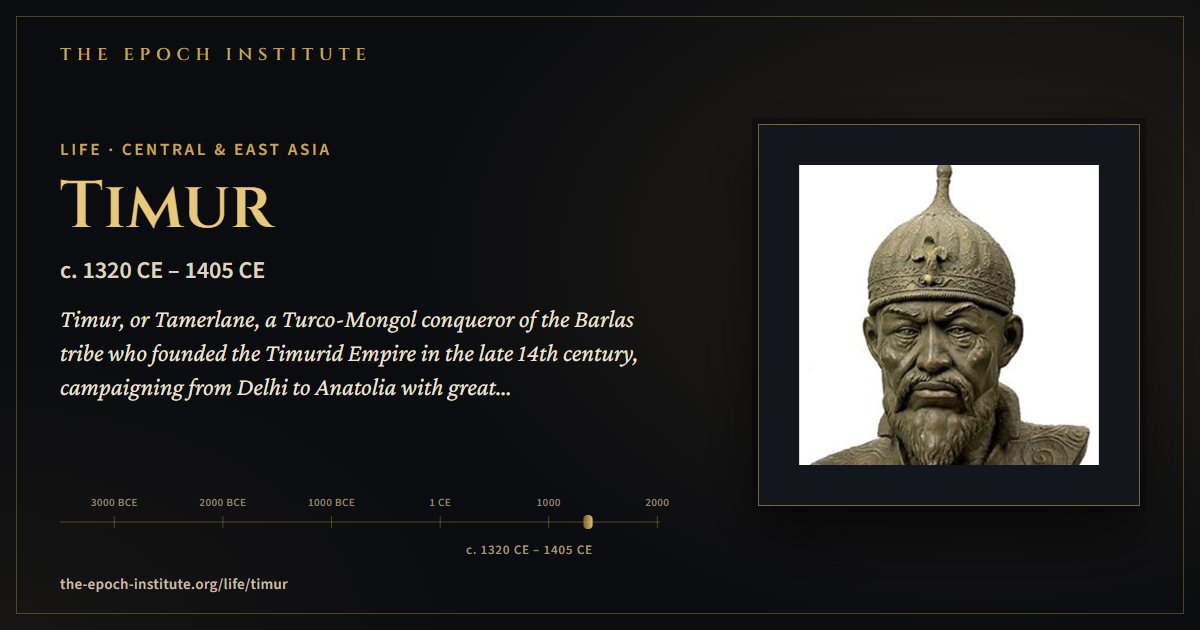 THE EPOCH INSTITUTE
LIFE · CENTRAL & EAST ASIA
TIMUR
c. 1320 CE – 1405 CE
Timur, or Tamerlane, a Turco-Mongol conqueror of the Barlas
tribe who founded the Timurid Empire in the late 14th century,
campaigning from Delhi to Anatolia with great...
3000 BCE 2000 BCE 1000 BCE 1 CE 1000 2000
c. 1320 CE – 1405 CE
the-epoch-institute.org/life/timur